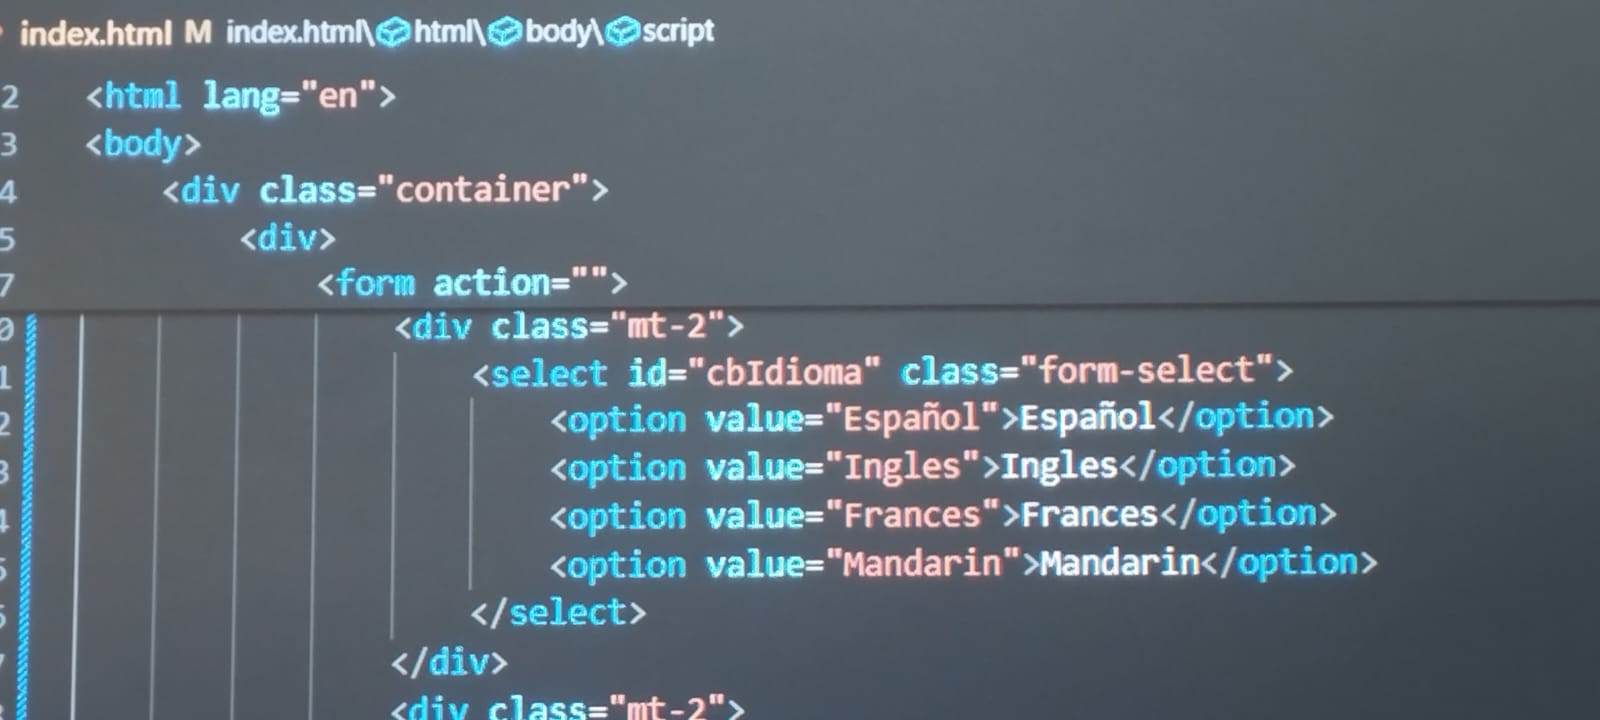 index.html M index.html\html\body\script
2 <html lang="en">
3 <body>
4 <div class="container">
5 <div>
7 <form action="">
0 <div class="mt-2">
1 <select id="cbIdioma" class="form-select">
2 <option value="Español">Español</option>
3 <option value="Ingles">Ingles</option>
4 <option value="Frances">Frances</option>
5 <option value="Mandarin">Mandarin</option>
6 </select>
</div>
<div class="mt-2">